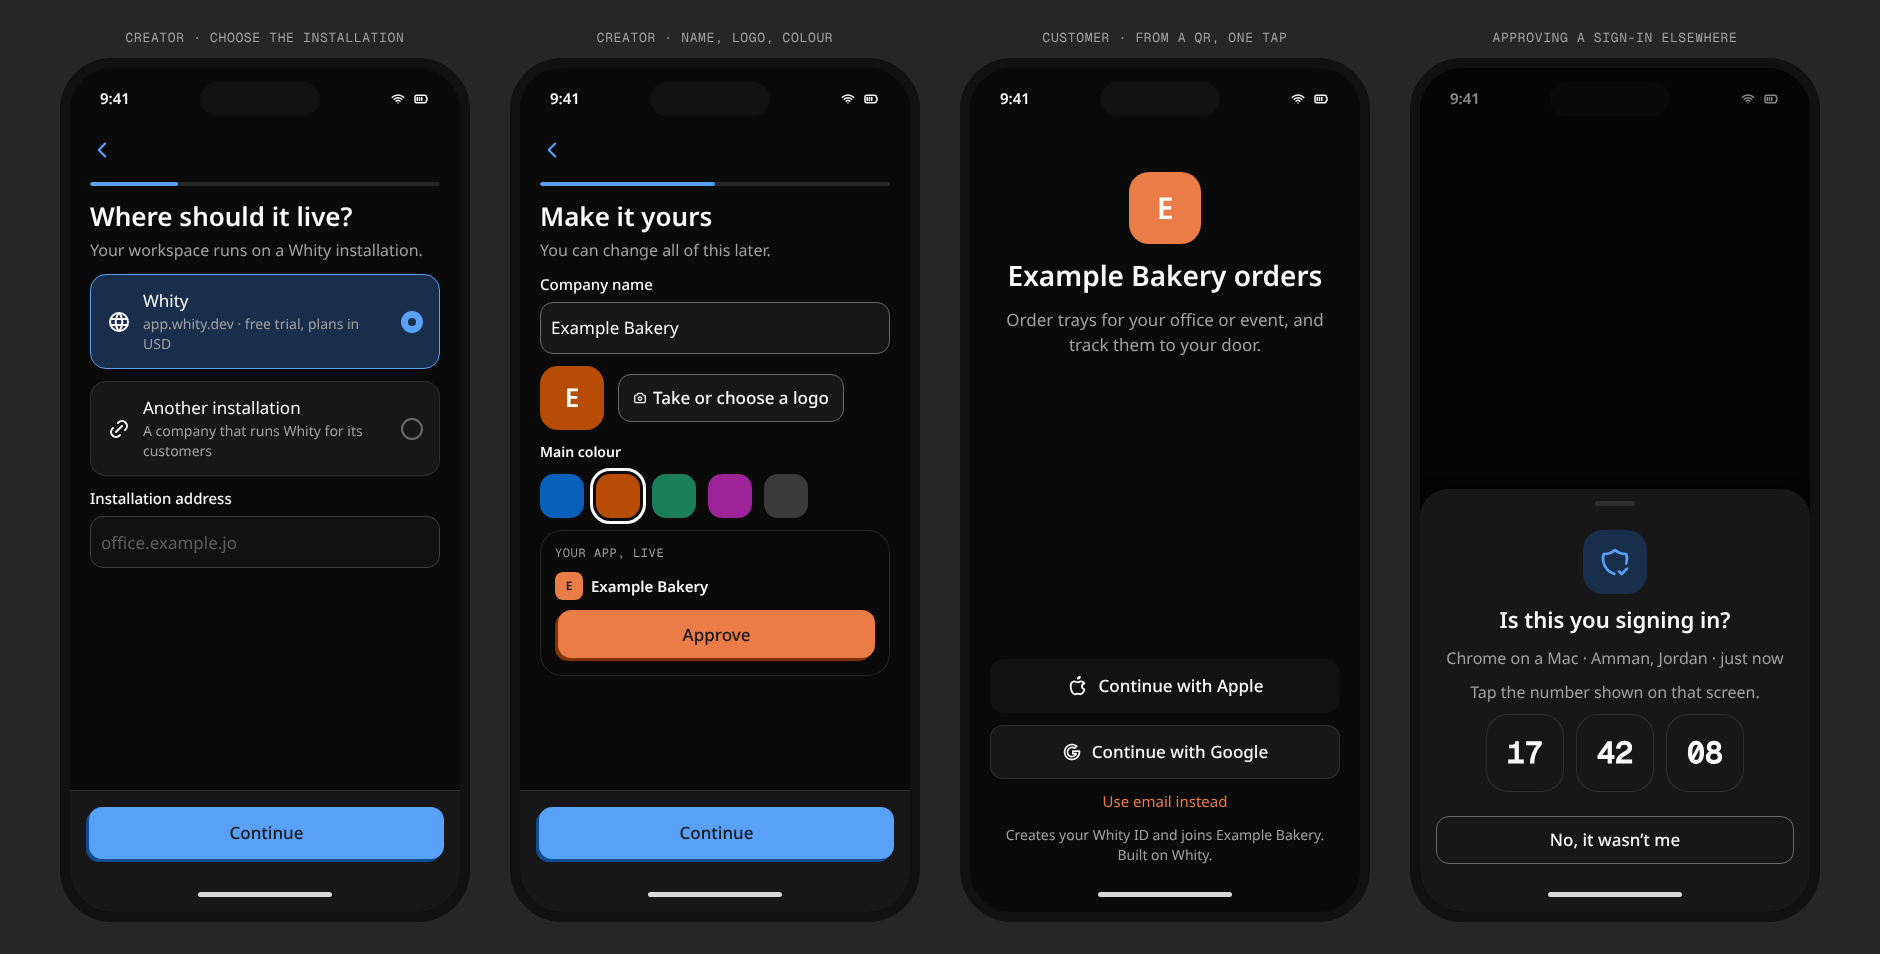 CREATOR · CHOOSE THE INSTALLATION
9:41
Where should it live?
Your workspace runs on a Whity installation.
Whity
app.whity.dev · free trial, plans in
USD
Another installation
A company that runs Whity for its
customers
Installation address
office.example.jo
Continue
CREATOR · NAME, LOGO, COLOUR
9:41
Make it yours
You can change all of this later.
Company name
Example Bakery
E
Take or choose a logo
Main colour
YOUR APP, LIVE
E Example Bakery
Approve
Continue
CUSTOMER · FROM A QR, ONE TAP
9:41
E
Example Bakery orders
Order trays for your office or event, and
track them to your door.
Continue with Apple
Continue with Google
Use email instead
Creates your Whity ID and joins Example Bakery.
Built on Whity.
APPROVING A SIGN-IN ELSEWHERE
9:41
Is this you signing in?
Chrome on a Mac · Amman, Jordan · just now
Tap the number shown on that screen.
17 42 08
No, it wasn’t me